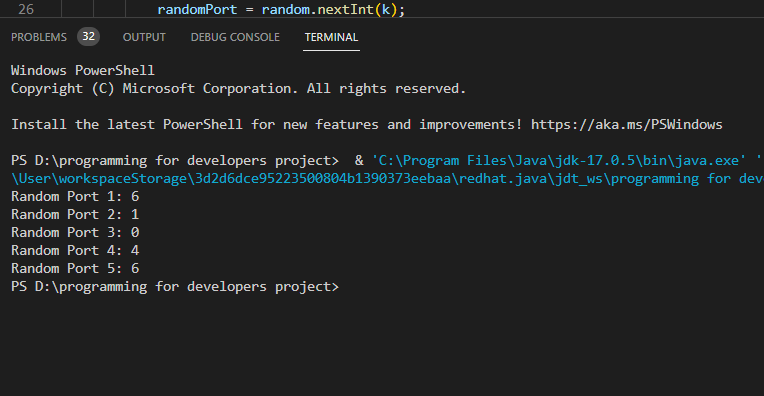 26 randomPort = random.nextInt(k);
PROBLEMS 32 OUTPUT DEBUG CONSOLE TERMINAL
Windows PowerShell
Copyright (C) Microsoft Corporation. All rights reserved.
Install the latest PowerShell for new features and improvements! https://aka.ms/PSWindows
PS D:\programming for developers project>  & 'C:\Program Files\Java\jdk-17.0.5\bin\java.exe' '
\User\workspaceStorage\3d2d6dce95223500804b1390373eebaa\redhat.java\jdt_ws\programming for dev
Random Port 1: 6
Random Port 2: 1
Random Port 3: 0
Random Port 4: 4
Random Port 5: 6
PS D:\programming for developers project>